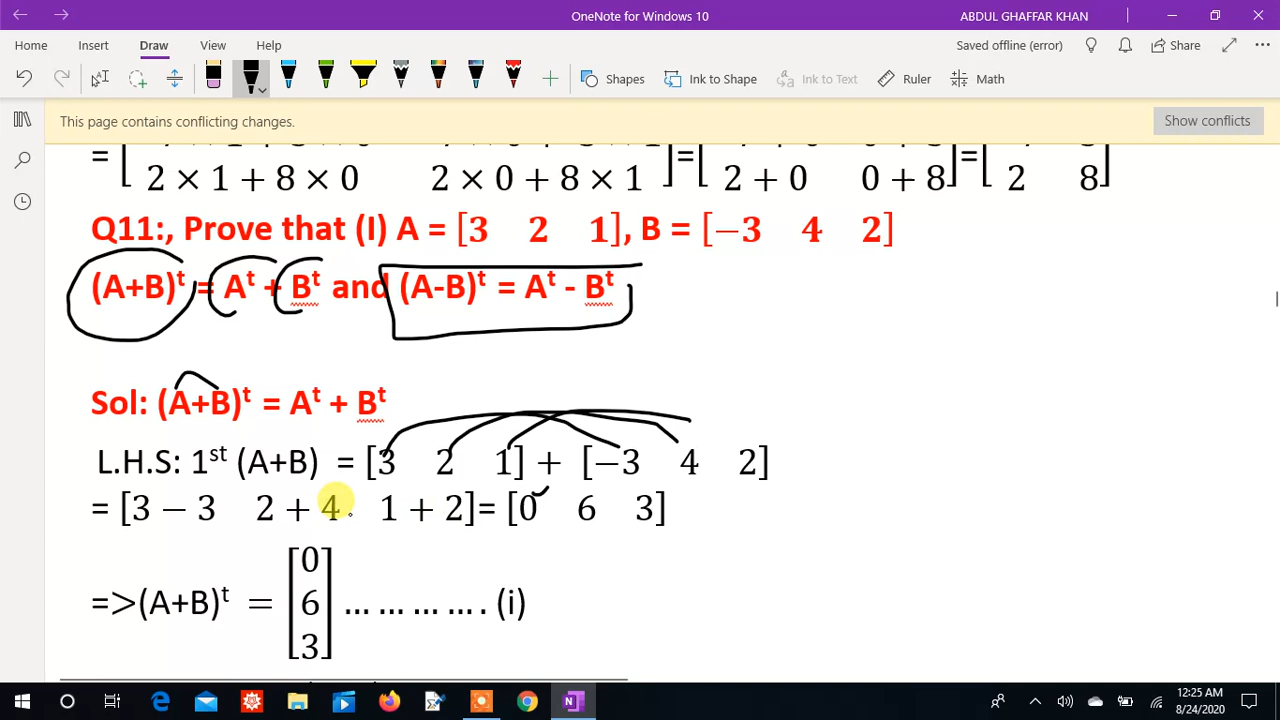 OneNote for Windows 10
ABDUL GHAFFAR KHAN
Home Insert Draw View Help
Saved offline (error) Share
Shapes Ink to Shape Ink to Text Ruler Math
This page contains conflicting changes. Show conflicts
= [2 × 1 + 8 × 0 2 × 0 + 8 × 1]=[2 + 0 0 + 8]=[2 8]
Q11:, Prove that (I) A = [3 2 1], B = [−3 4 2]
(A+B)ᵗ = Aᵗ + Bᵗ and (A-B)ᵗ = Aᵗ - Bᵗ
Sol: (A+B)ᵗ = Aᵗ + Bᵗ
L.H.S: 1ˢᵗ (A+B) = [3 2 1] + [−3 4 2]
= [3 − 3 2 + 4 1 + 2]= [0 6 3]
0
=>(A+B)ᵗ = [6] … … … …. (i)
3
12:25 AM
8/24/2020